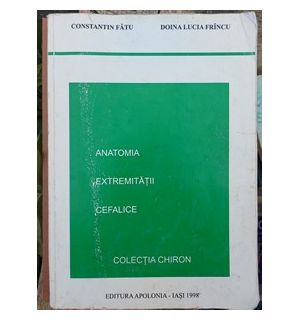 CONSTANTIN FĂTU DOINA LUCIA FRÎNCU
ANATOMIA
EXTREMITĂȚII
CEFALICE
COLECȚIA CHIRON
EDITURA APOLONIA - IAȘI 1998